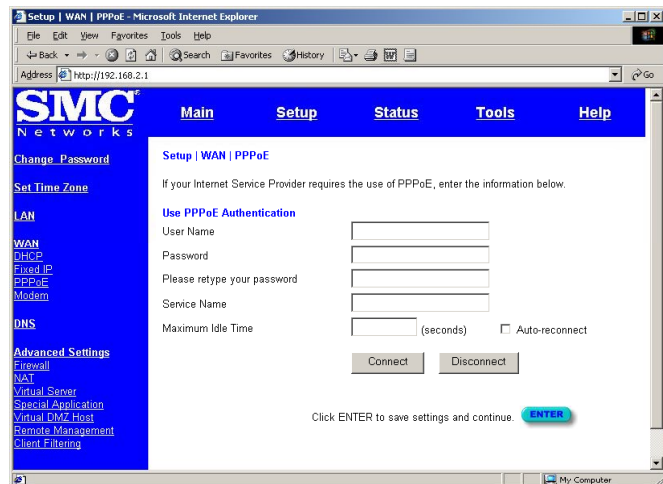 Setup | WAN | PPPoE - Microsoft Internet Explorer
File Edit View Favorites Tools Help
Back Search Favorites History
Address http://192.168.2.1 Go
SMC®
Networks
Main Setup Status Tools Help
Change Password
Set Time Zone
LAN
WAN
DHCP
Fixed IP
PPPoE
Modem
DNS
Advanced Settings
Firewall
NAT
Virtual Server
Special Application
Virtual DMZ Host
Remote Management
Client Filtering
Setup | WAN | PPPoE
If your Internet Service Provider requires the use of PPPoE, enter the information below.
Use PPPoE Authentication
User Name
Password
Please retype your password
Service Name
Maximum Idle Time (seconds) Auto-reconnect
Connect Disconnect
Click ENTER to save settings and continue. ENTER
My Computer